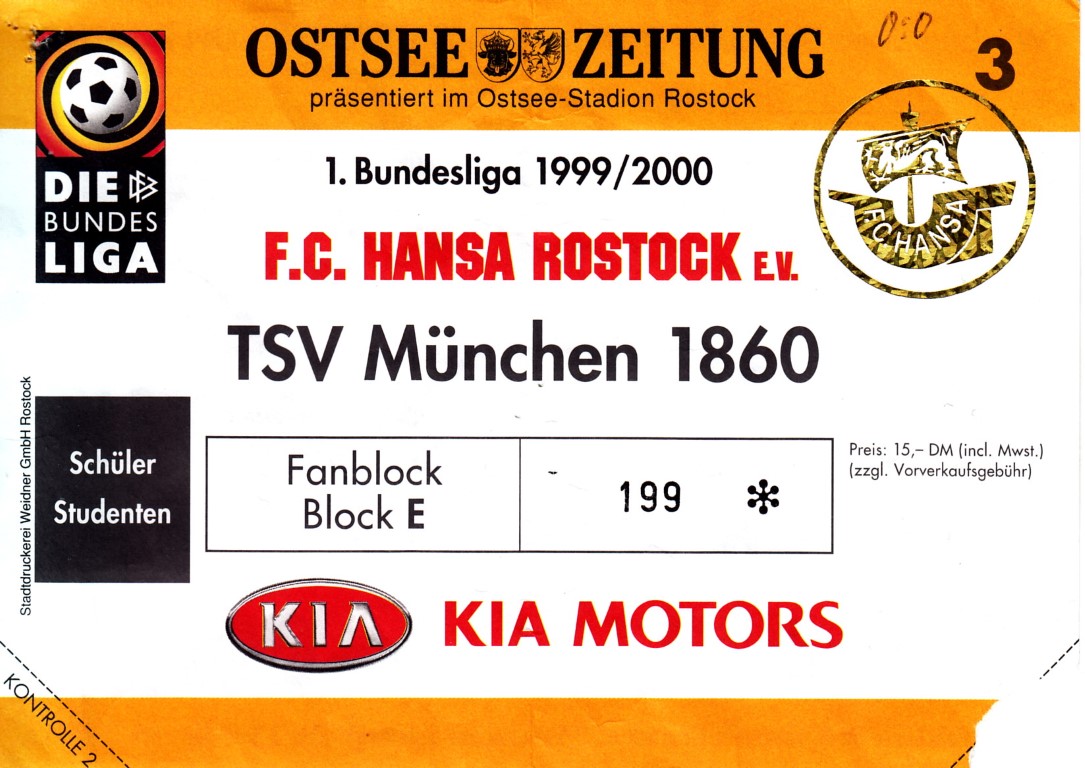 OSTSEE ZEITUNG
präsentiert im Ostsee-Stadion Rostock
0:0
3
DIE
BUNDES
LIGA
1. Bundesliga 1999/2000
F.C. HANSA ROSTOCK E.V.
F.C. HANSA
TSV München 1860
Stadtdruckerei Weidner GmbH Rostock
Schüler
Studenten
Fanblock
Block E
199 *
Preis: 15,– DM (incl. Mwst.)
(zzgl. Vorverkaufsgebühr)
KIA KIA MOTORS
KONTROLLE 2